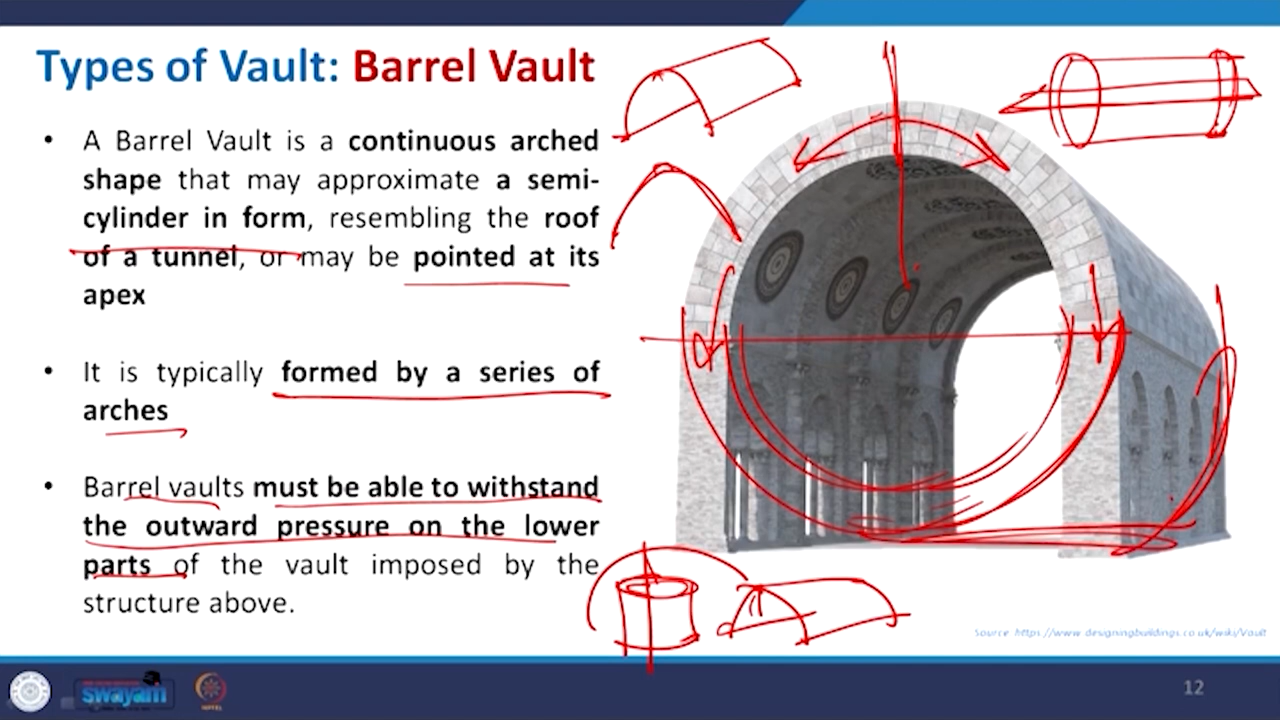 Types of Vault: Barrel Vault
• A Barrel Vault is a continuous arched
shape that may approximate a semi-
cylinder in form, resembling the roof
of a tunnel, or may be pointed at its
apex
• It is typically formed by a series of
arches
• Barrel vaults must be able to withstand
the outward pressure on the lower
parts of the vault imposed by the
structure above.
Source https://www.designingbuildings.co.uk/wiki/Vault
swayam
12